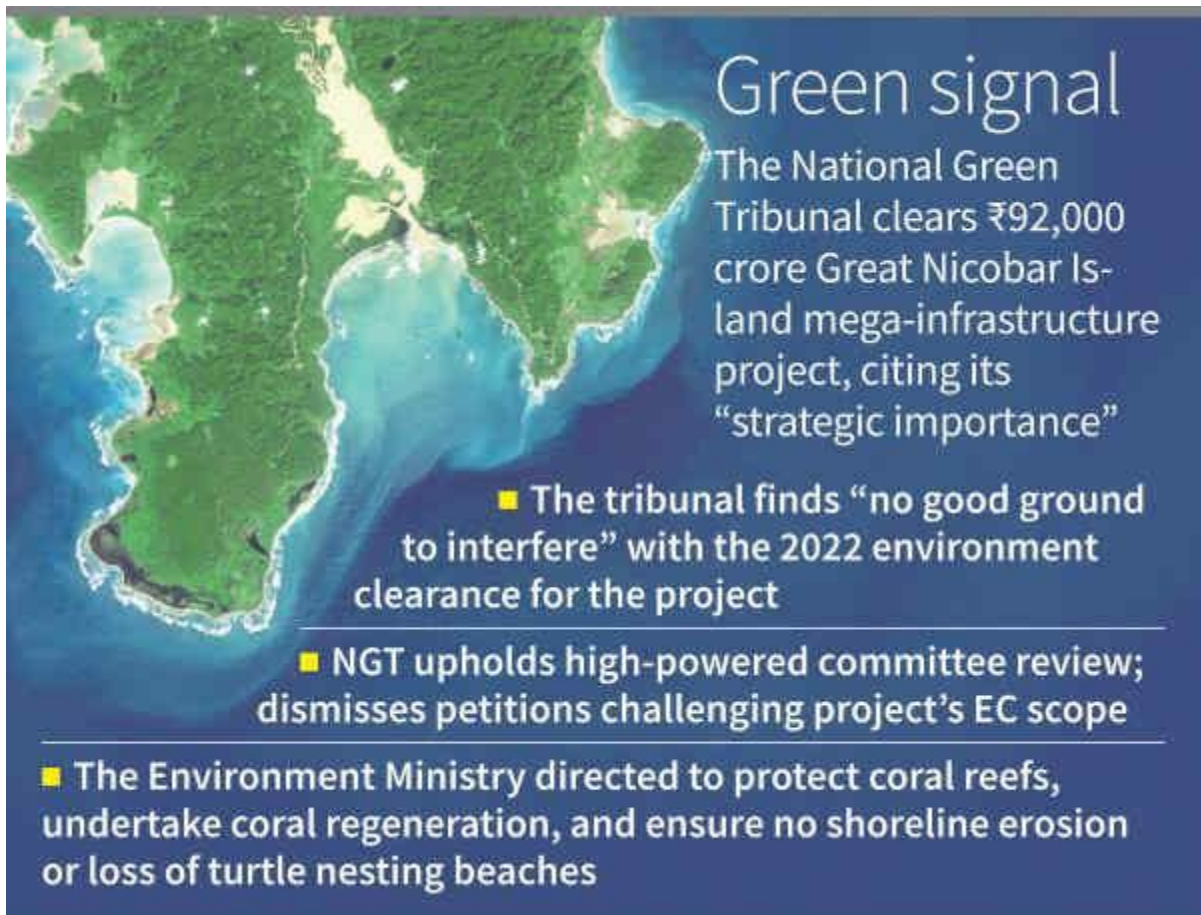 Green signal
The National Green
Tribunal clears ₹92,000
crore Great Nicobar Is-
land mega-infrastructure
project, citing its
“strategic importance”
■ The tribunal finds “no good ground
to interfere” with the 2022 environment
clearance for the project
■ NGT upholds high-powered committee review;
dismisses petitions challenging project’s EC scope
■ The Environment Ministry directed to protect coral reefs,
undertake coral regeneration, and ensure no shoreline erosion
or loss of turtle nesting beaches